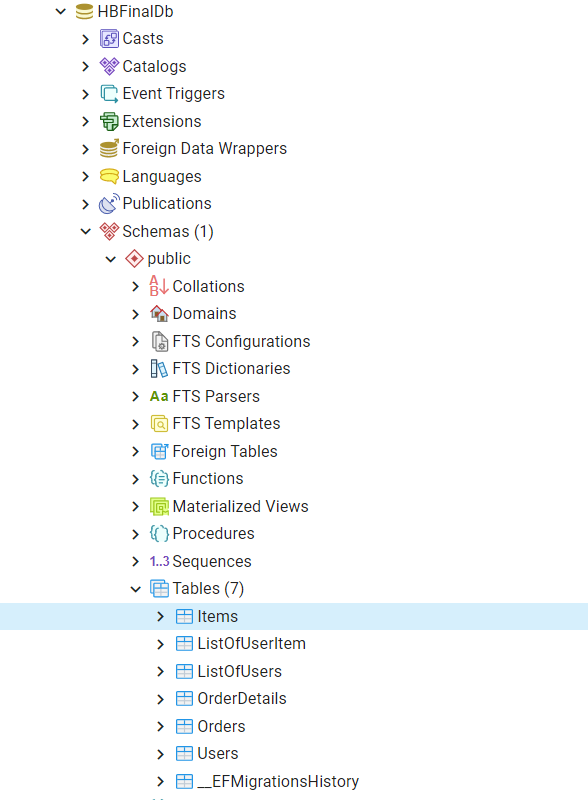 HBFinalDb
Casts
Catalogs
Event Triggers
Extensions
Foreign Data Wrappers
Languages
Publications
Schemas (1)
public
Collations
Domains
FTS Configurations
FTS Dictionaries
Aa FTS Parsers
FTS Templates
Foreign Tables
Functions
Materialized Views
Procedures
1..3 Sequences
Tables (7)
Items
ListOfUserItem
ListOfUsers
OrderDetails
Orders
Users
__EFMigrationsHistory